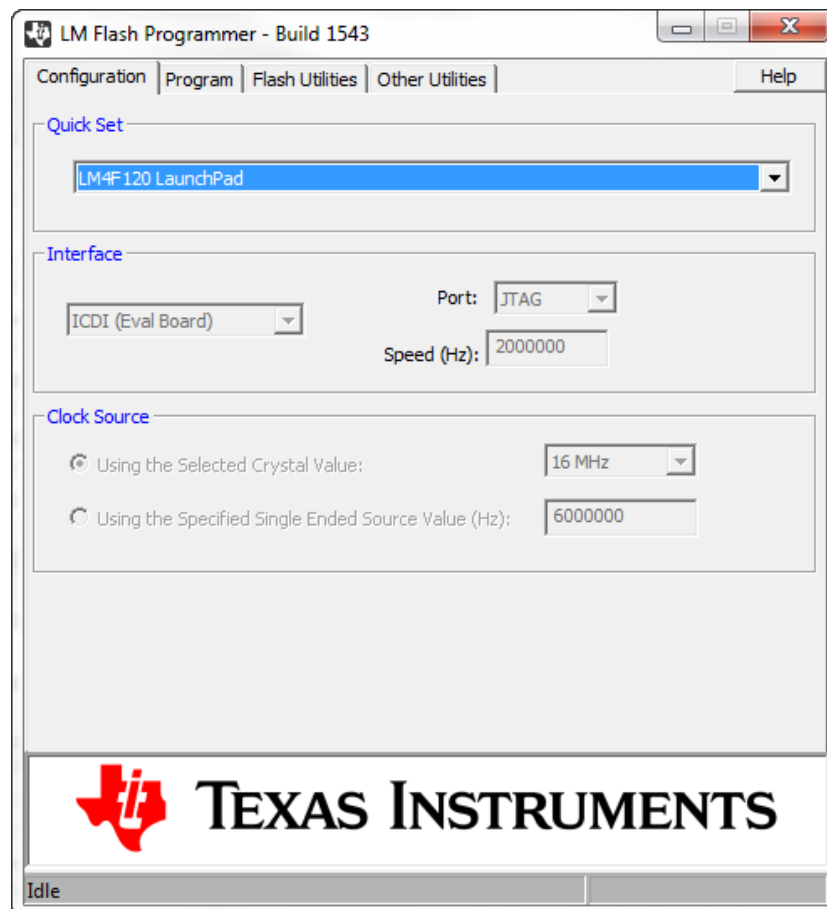 LM Flash Programmer - Build 1543
Configuration Program Flash Utilities Other Utilities Help
Quick Set
LM4F120 LaunchPad
Interface
ICDI (Eval Board)
Port: JTAG
Speed (Hz): 2000000
Clock Source
Using the Selected Crystal Value: 16 MHz
Using the Specified Single Ended Source Value (Hz): 6000000
TEXAS INSTRUMENTS
Idle